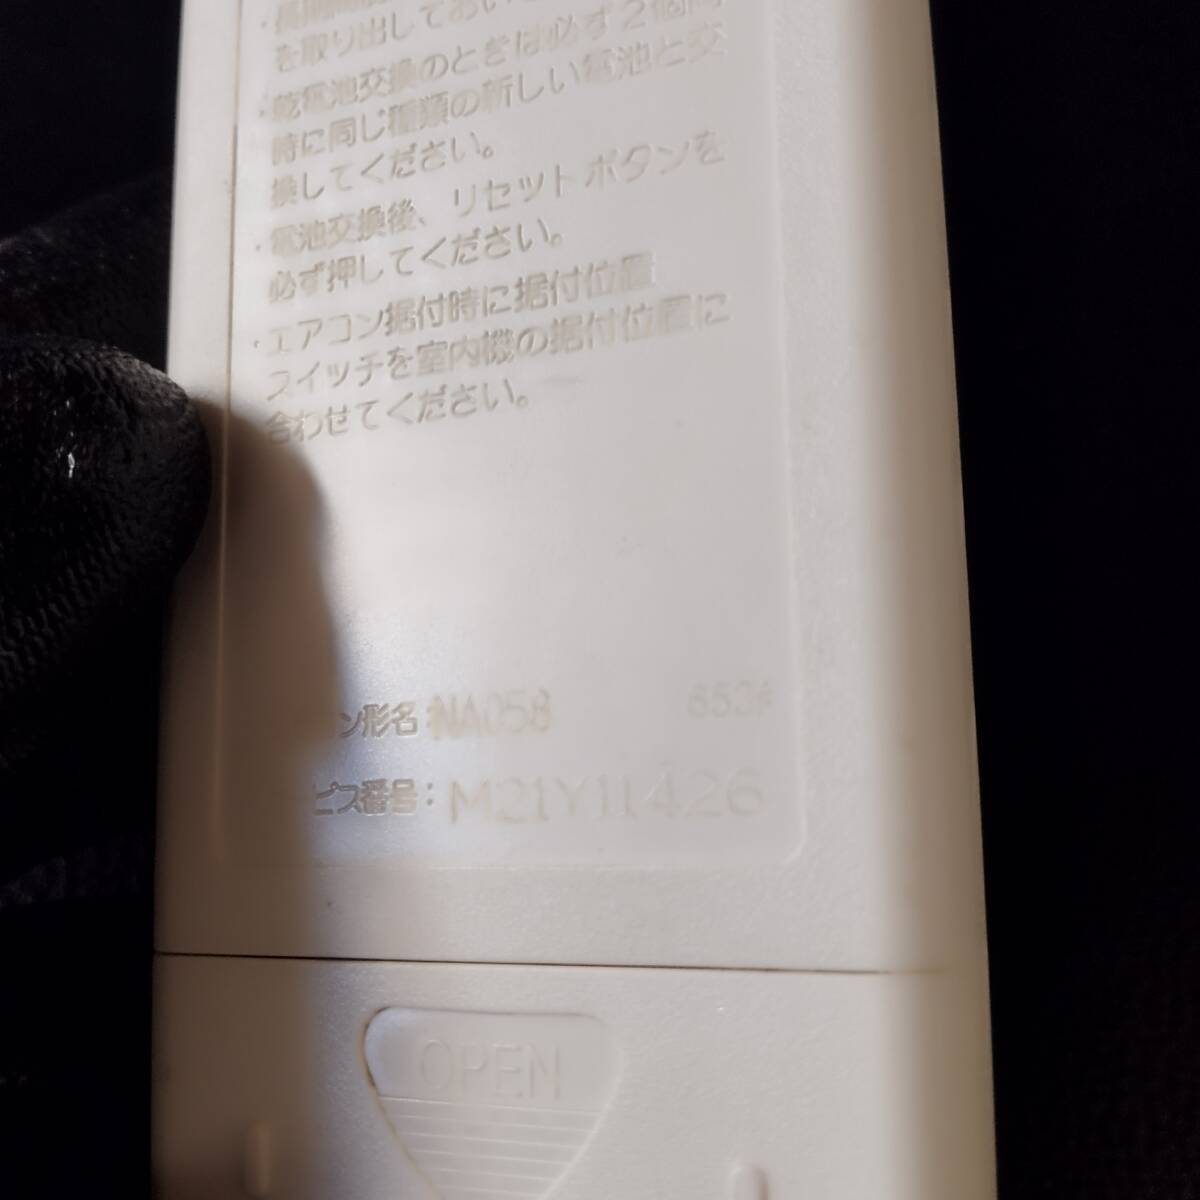 を取り出しておい
・乾電池交換のときは必ず2個同
時に同じ種類の新しい電池と交
換してください。
・電池交換後、リセットボタンを
必ず押してください。
・エアコン据付時に据付位置
スイッチを室内機の据付位置に
合わせてください。
ン形名:NA058
ビス番号:M21Y11426
OPEN